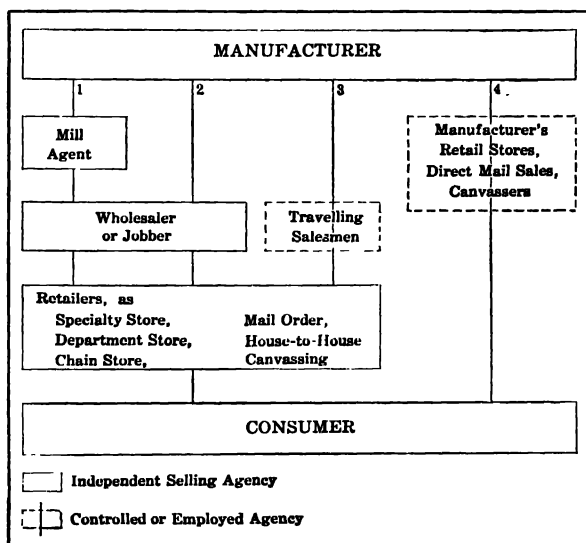 MANUFACTURER
1
2
3
4
Mill
Agent
Manufacturer's
Retail Stores,
Direct Mail Sales,
Canvassers
Wholesaler
or Jobber
Travelling
Salesmen
Retailers, as
Specialty Store,
Department Store,
Chain Store,
Mail Order,
House-to-House
Canvassing
CONSUMER
Independent Selling Agency
Controlled or Employed Agency